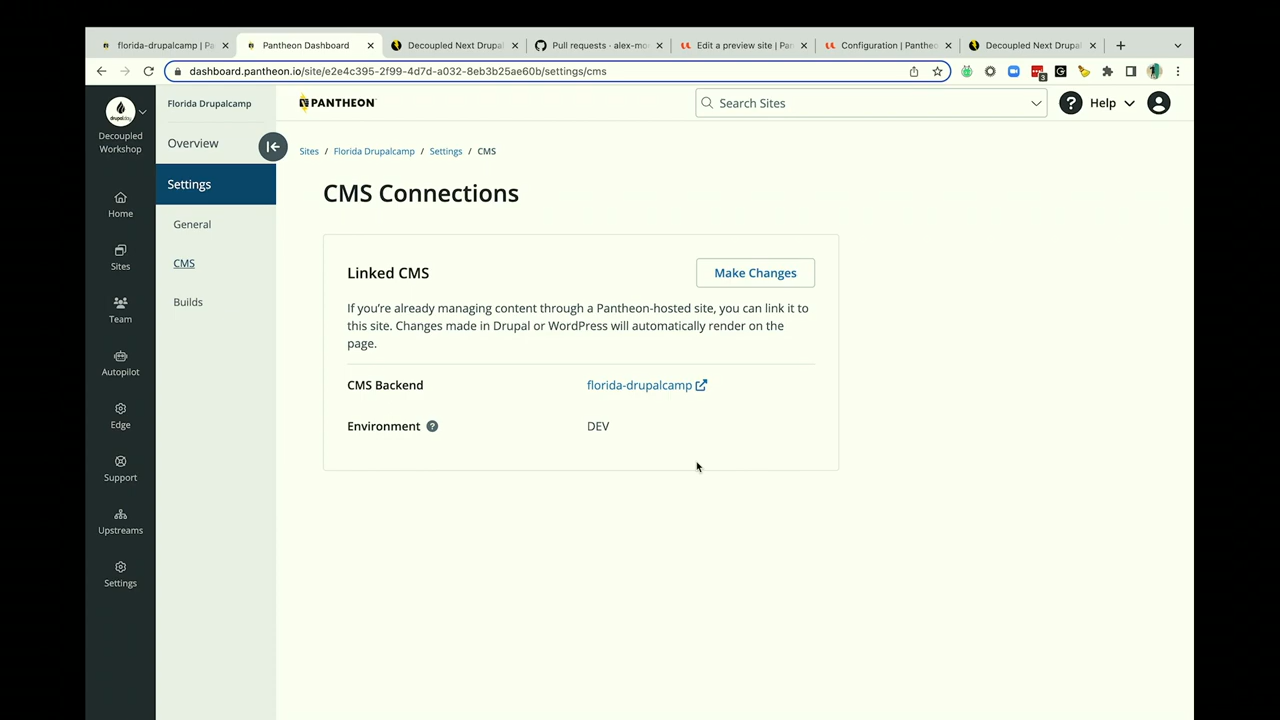 florida-drupalcamp | Pa
Pantheon Dashboard
Decoupled Next Drupal
Pull requests · alex-mo
Edit a preview site | Pan
Configuration | Pantheo
Decoupled Next Drupal
dashboard.pantheon.io/site/e2e4c395-2f99-4d7d-a032-8eb3b25ae60b/settings/cms
3
drupalday
Decoupled
Workshop
Home
Sites
Team
Autopilot
Edge
Support
Upstreams
Settings
Florida Drupalcamp
Overview
Settings
General
CMS
Builds
PANTHEON
Search Sites
? Help
Sites / Florida Drupalcamp / Settings / CMS
CMS Connections
Linked CMS
Make Changes
If you're already managing content through a Pantheon-hosted site, you can link it to
this site. Changes made in Drupal or WordPress will automatically render on the
page.
CMS Backend florida-drupalcamp
Environment ? DEV